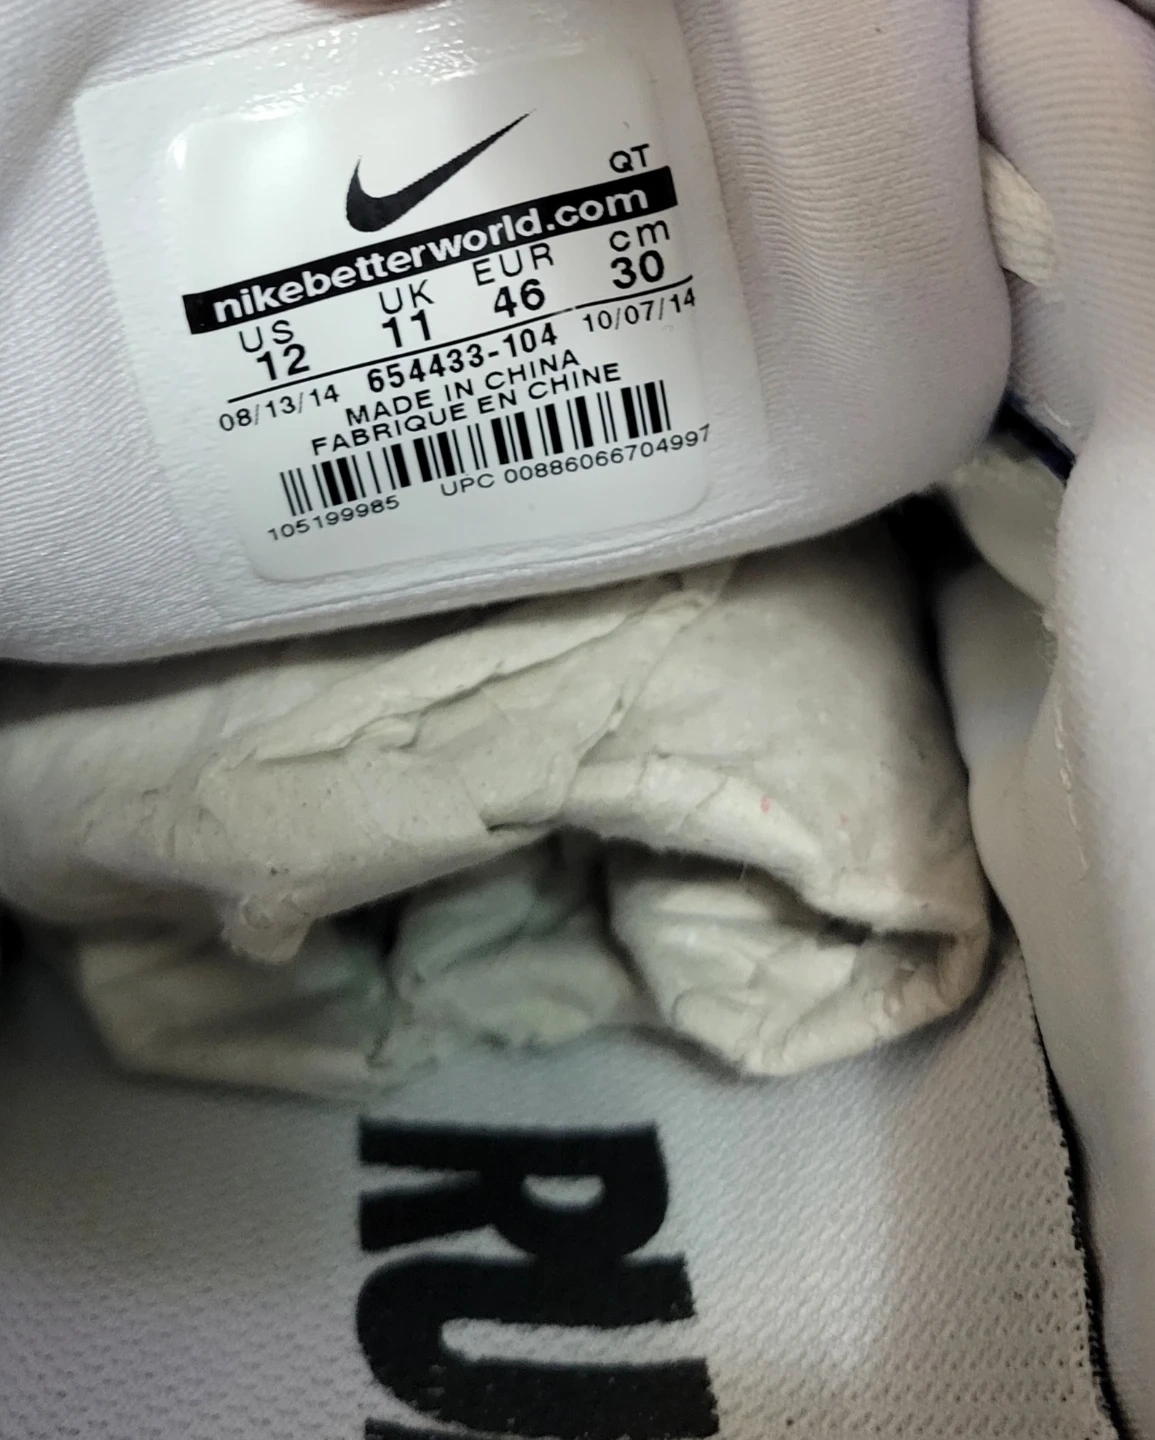 QT
nikebetterworld.com
US UK EUR cm
12 11 46 30
08/13/14 654433-104 10/07/14
MADE IN CHINA
FABRIQUE EN CHINE
105199985 UPC 00886066704997
RU